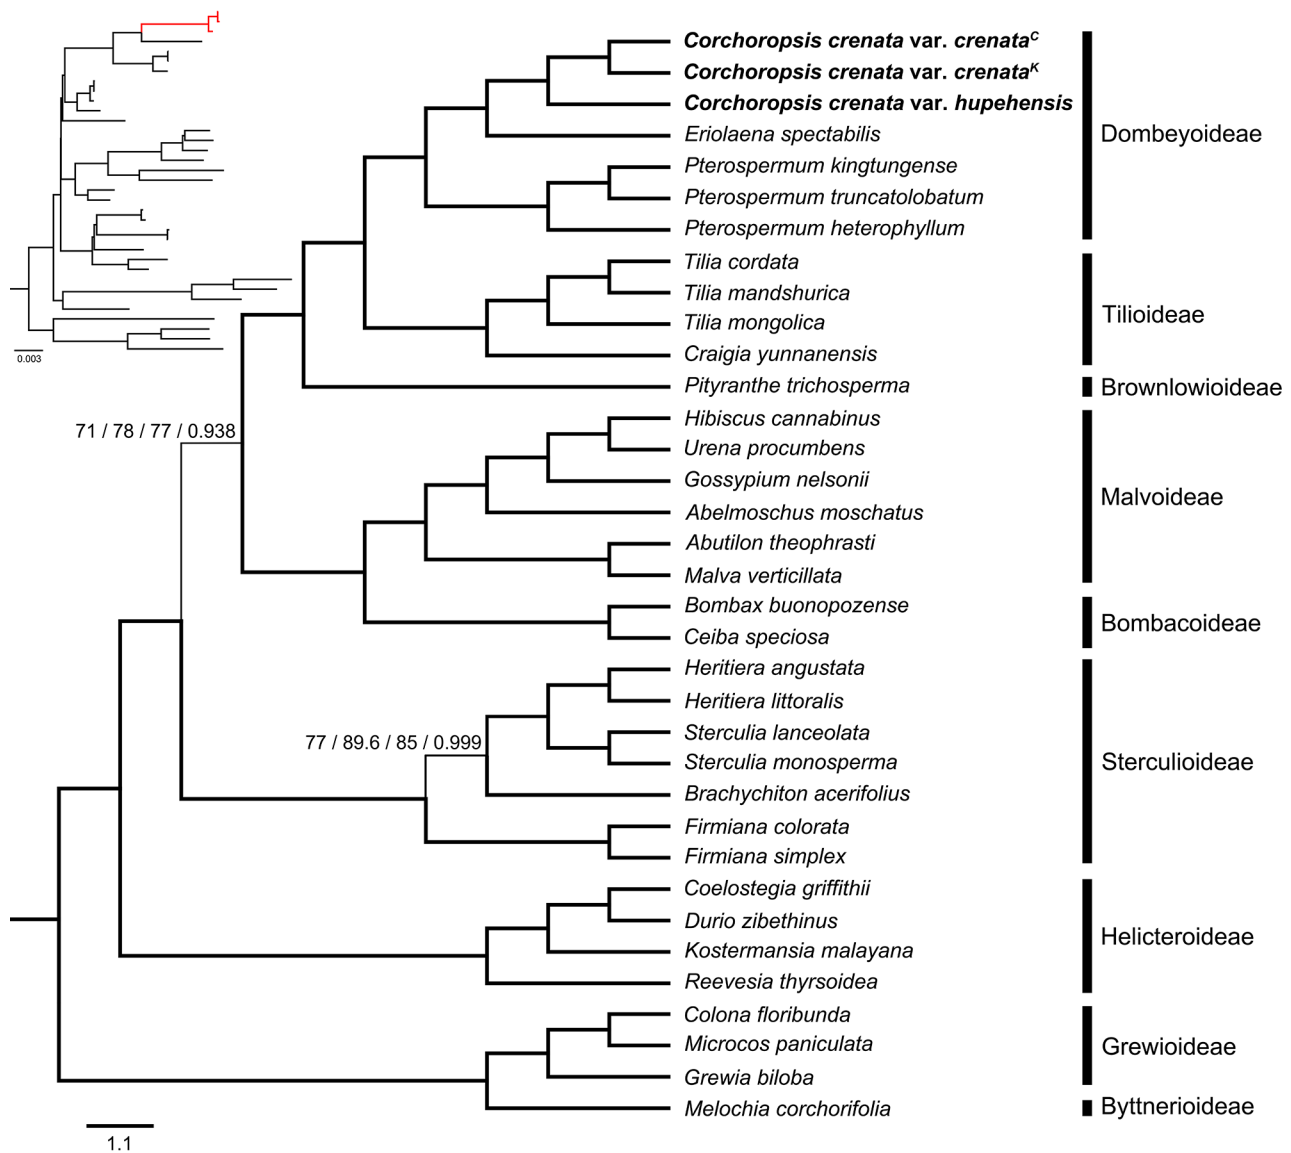 Corchoropsis crenata var. crenataC
Corchoropsis crenata var. crenataK
Corchoropsis crenata var. hupehensis
Eriolaena spectabilis
Dombeyoideae
Pterospermum kingtungense
Pterospermum truncatolobatum
Pterospermum heterophyllum
Tilia cordata
Tilia mandshurica
Tilioideae
Tilia mongolica
Craigia yunnanensis
0.003
Pityranthe trichosperma
Brownlowioideae
Hibiscus cannabinus
71 / 78 / 77 / 0.938
Urena procumbens
Gossypium nelsonii
Malvoideae
Abelmoschus moschatus
Abutilon theophrasti
Malva verticillata
Bombax buonopozense
Bombacoideae
Ceiba speciosa
Heritiera angustata
Heritiera littoralis
Sterculia lanceolata
77 / 89.6 / 85 / 0.999
Sterculia monosperma
Sterculioideae
Brachychiton acerifolius
Firmiana colorata
Firmiana simplex
Coelostegia griffithii
Durio zibethinus
Helicteroideae
Kostermansia malayana
Reevesia thyrsoidea
Colona floribunda
Microcos paniculata
Grewioideae
Grewia biloba
Melochia corchorifolia
Byttnerioideae
1.1